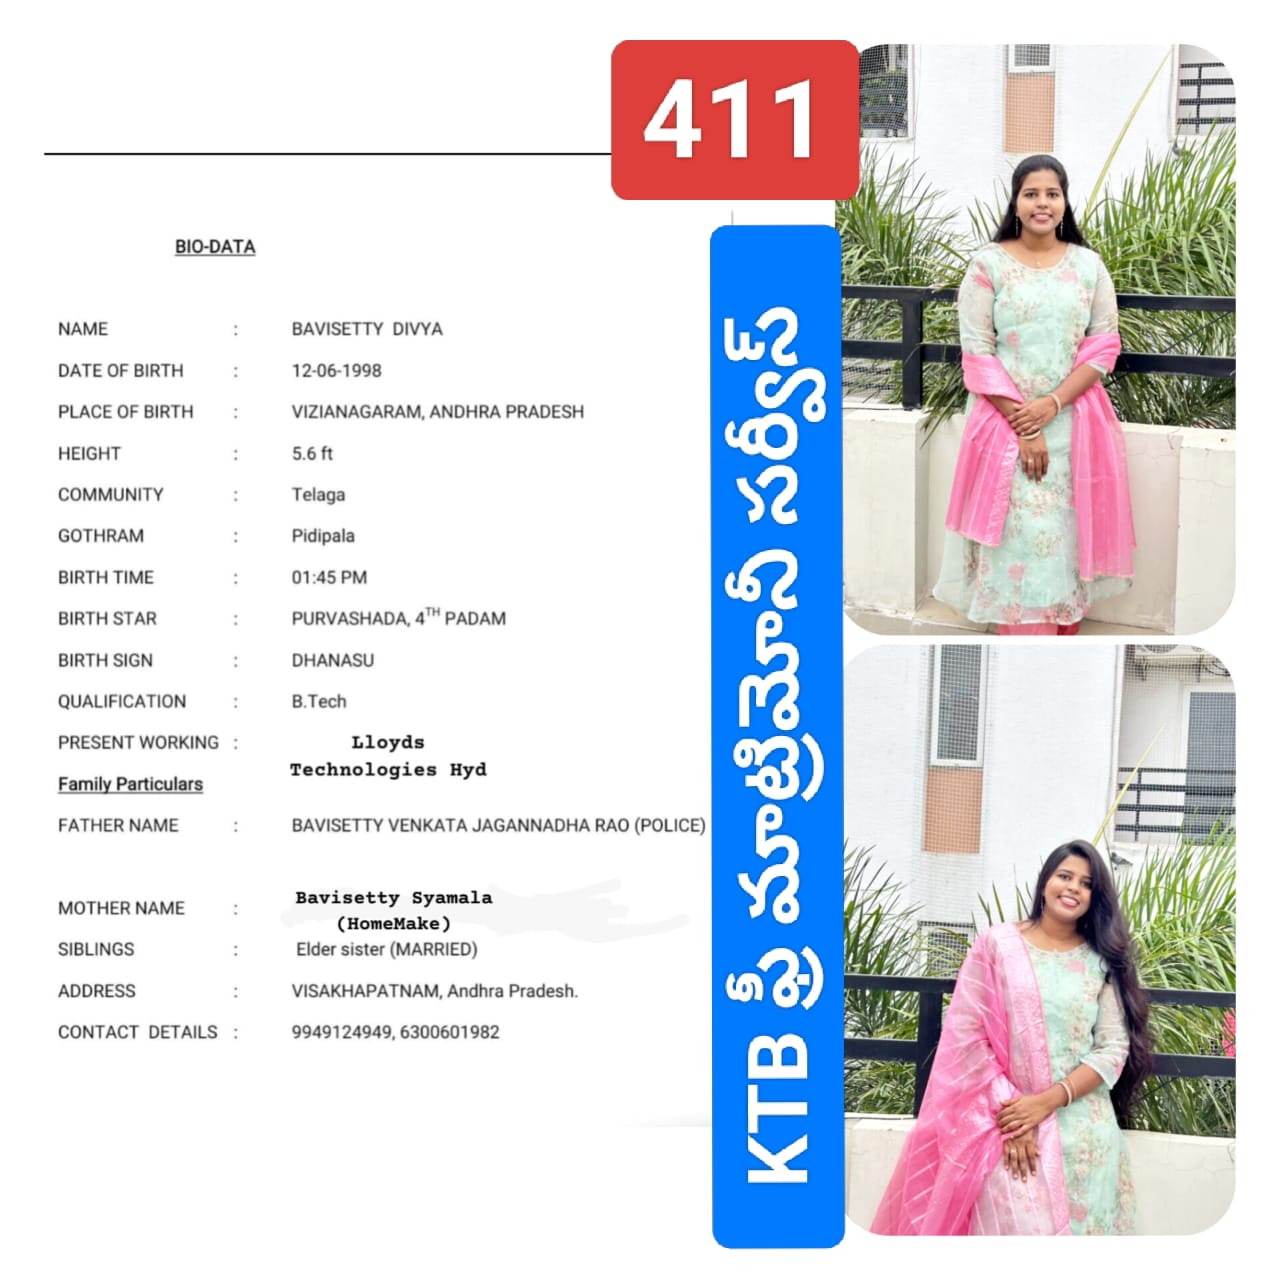 411
BIO-DATA
NAME : BAVISETTY DIVYA
DATE OF BIRTH : 12-06-1998
PLACE OF BIRTH : VIZIANAGARAM, ANDHRA PRADESH
HEIGHT : 5.6 ft
COMMUNITY : Telaga
GOTHRAM : Pidipala
BIRTH TIME : 01:45 PM
BIRTH STAR : PURVASHADA, 4TH PADAM
BIRTH SIGN : DHANASU
QUALIFICATION : B.Tech
PRESENT WORKING : Lloyds
Technologies Hyd
Family Particulars
FATHER NAME : BAVISETTY VENKATA JAGANNADHA RAO (POLICE)
MOTHER NAME : Bavisetty Syamala
(HomeMake)
SIBLINGS : Elder sister (MARRIED)
ADDRESS : VISAKHAPATNAM, Andhra Pradesh.
CONTACT DETAILS : 9949124949, 6300601982
KTB ఫ్రీ మాట్రిమోనీ సర్వీస్